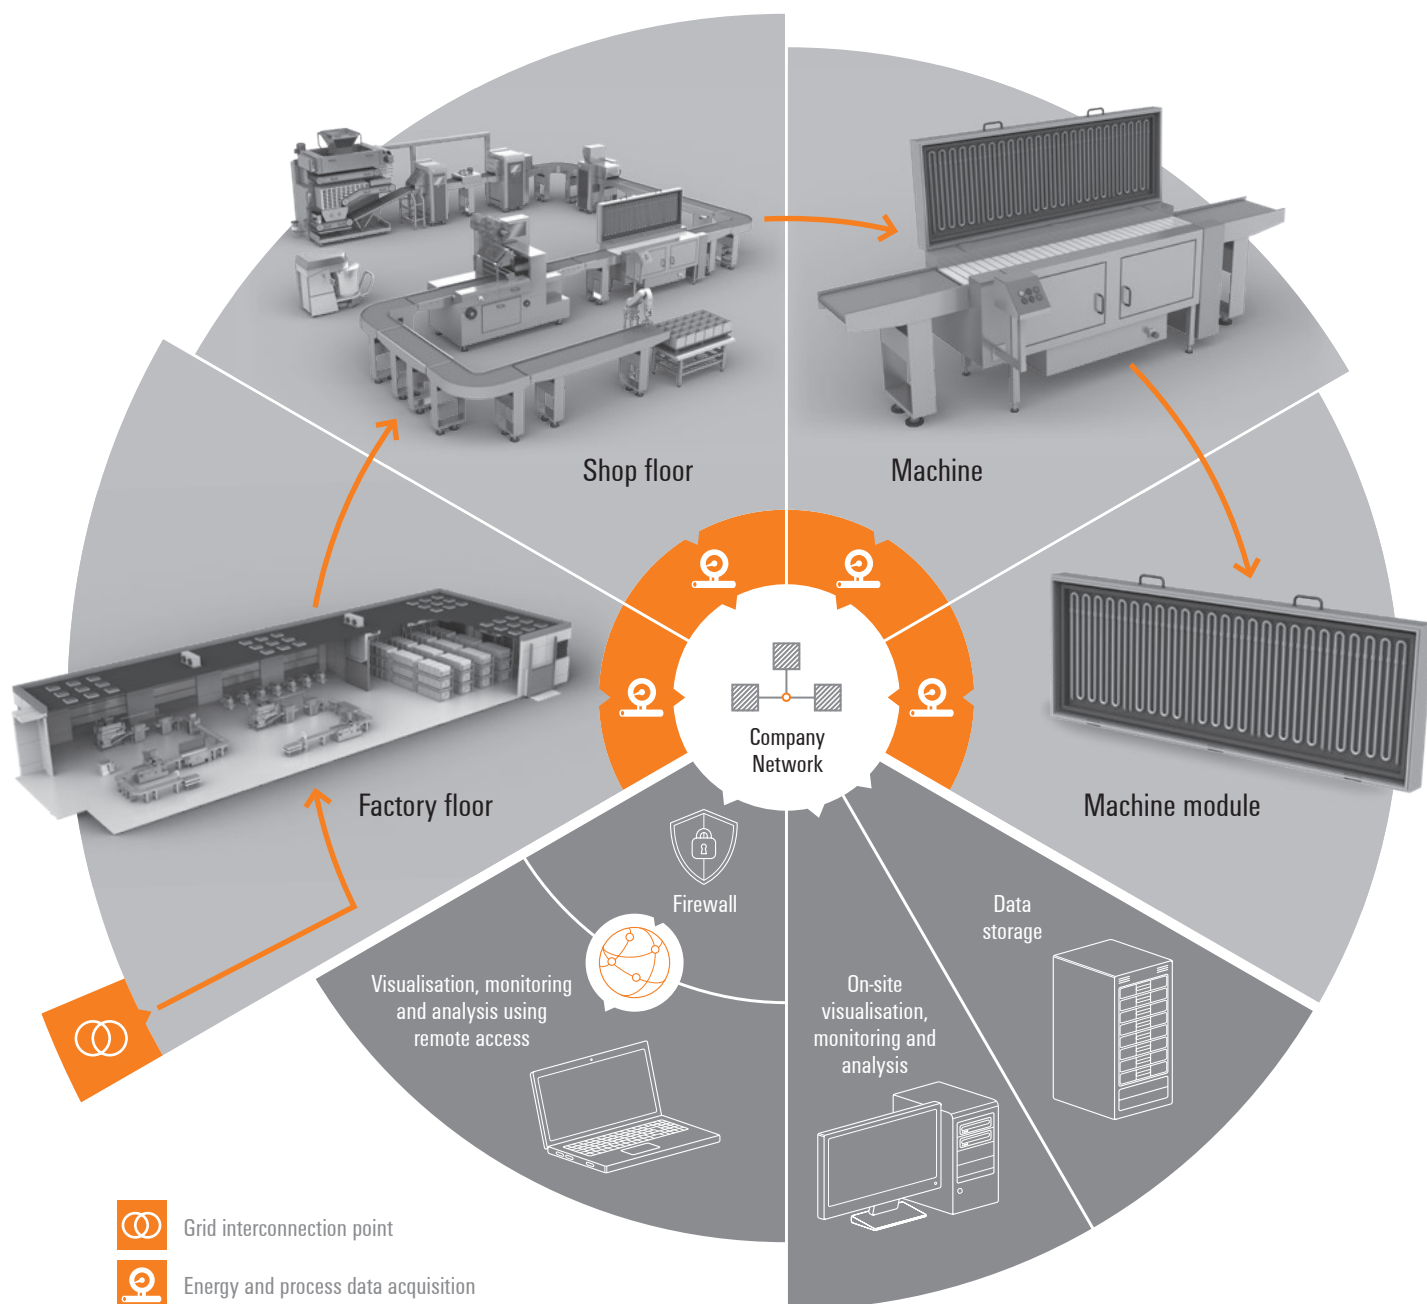 Shop floor
Machine
Factory floor
Machine module
Company
Network
Firewall
Data
storage
Visualisation, monitoring
and analysis using
remote access
On-site
visualisation,
monitoring and
analysis
Grid interconnection point
Energy and process data acquisition